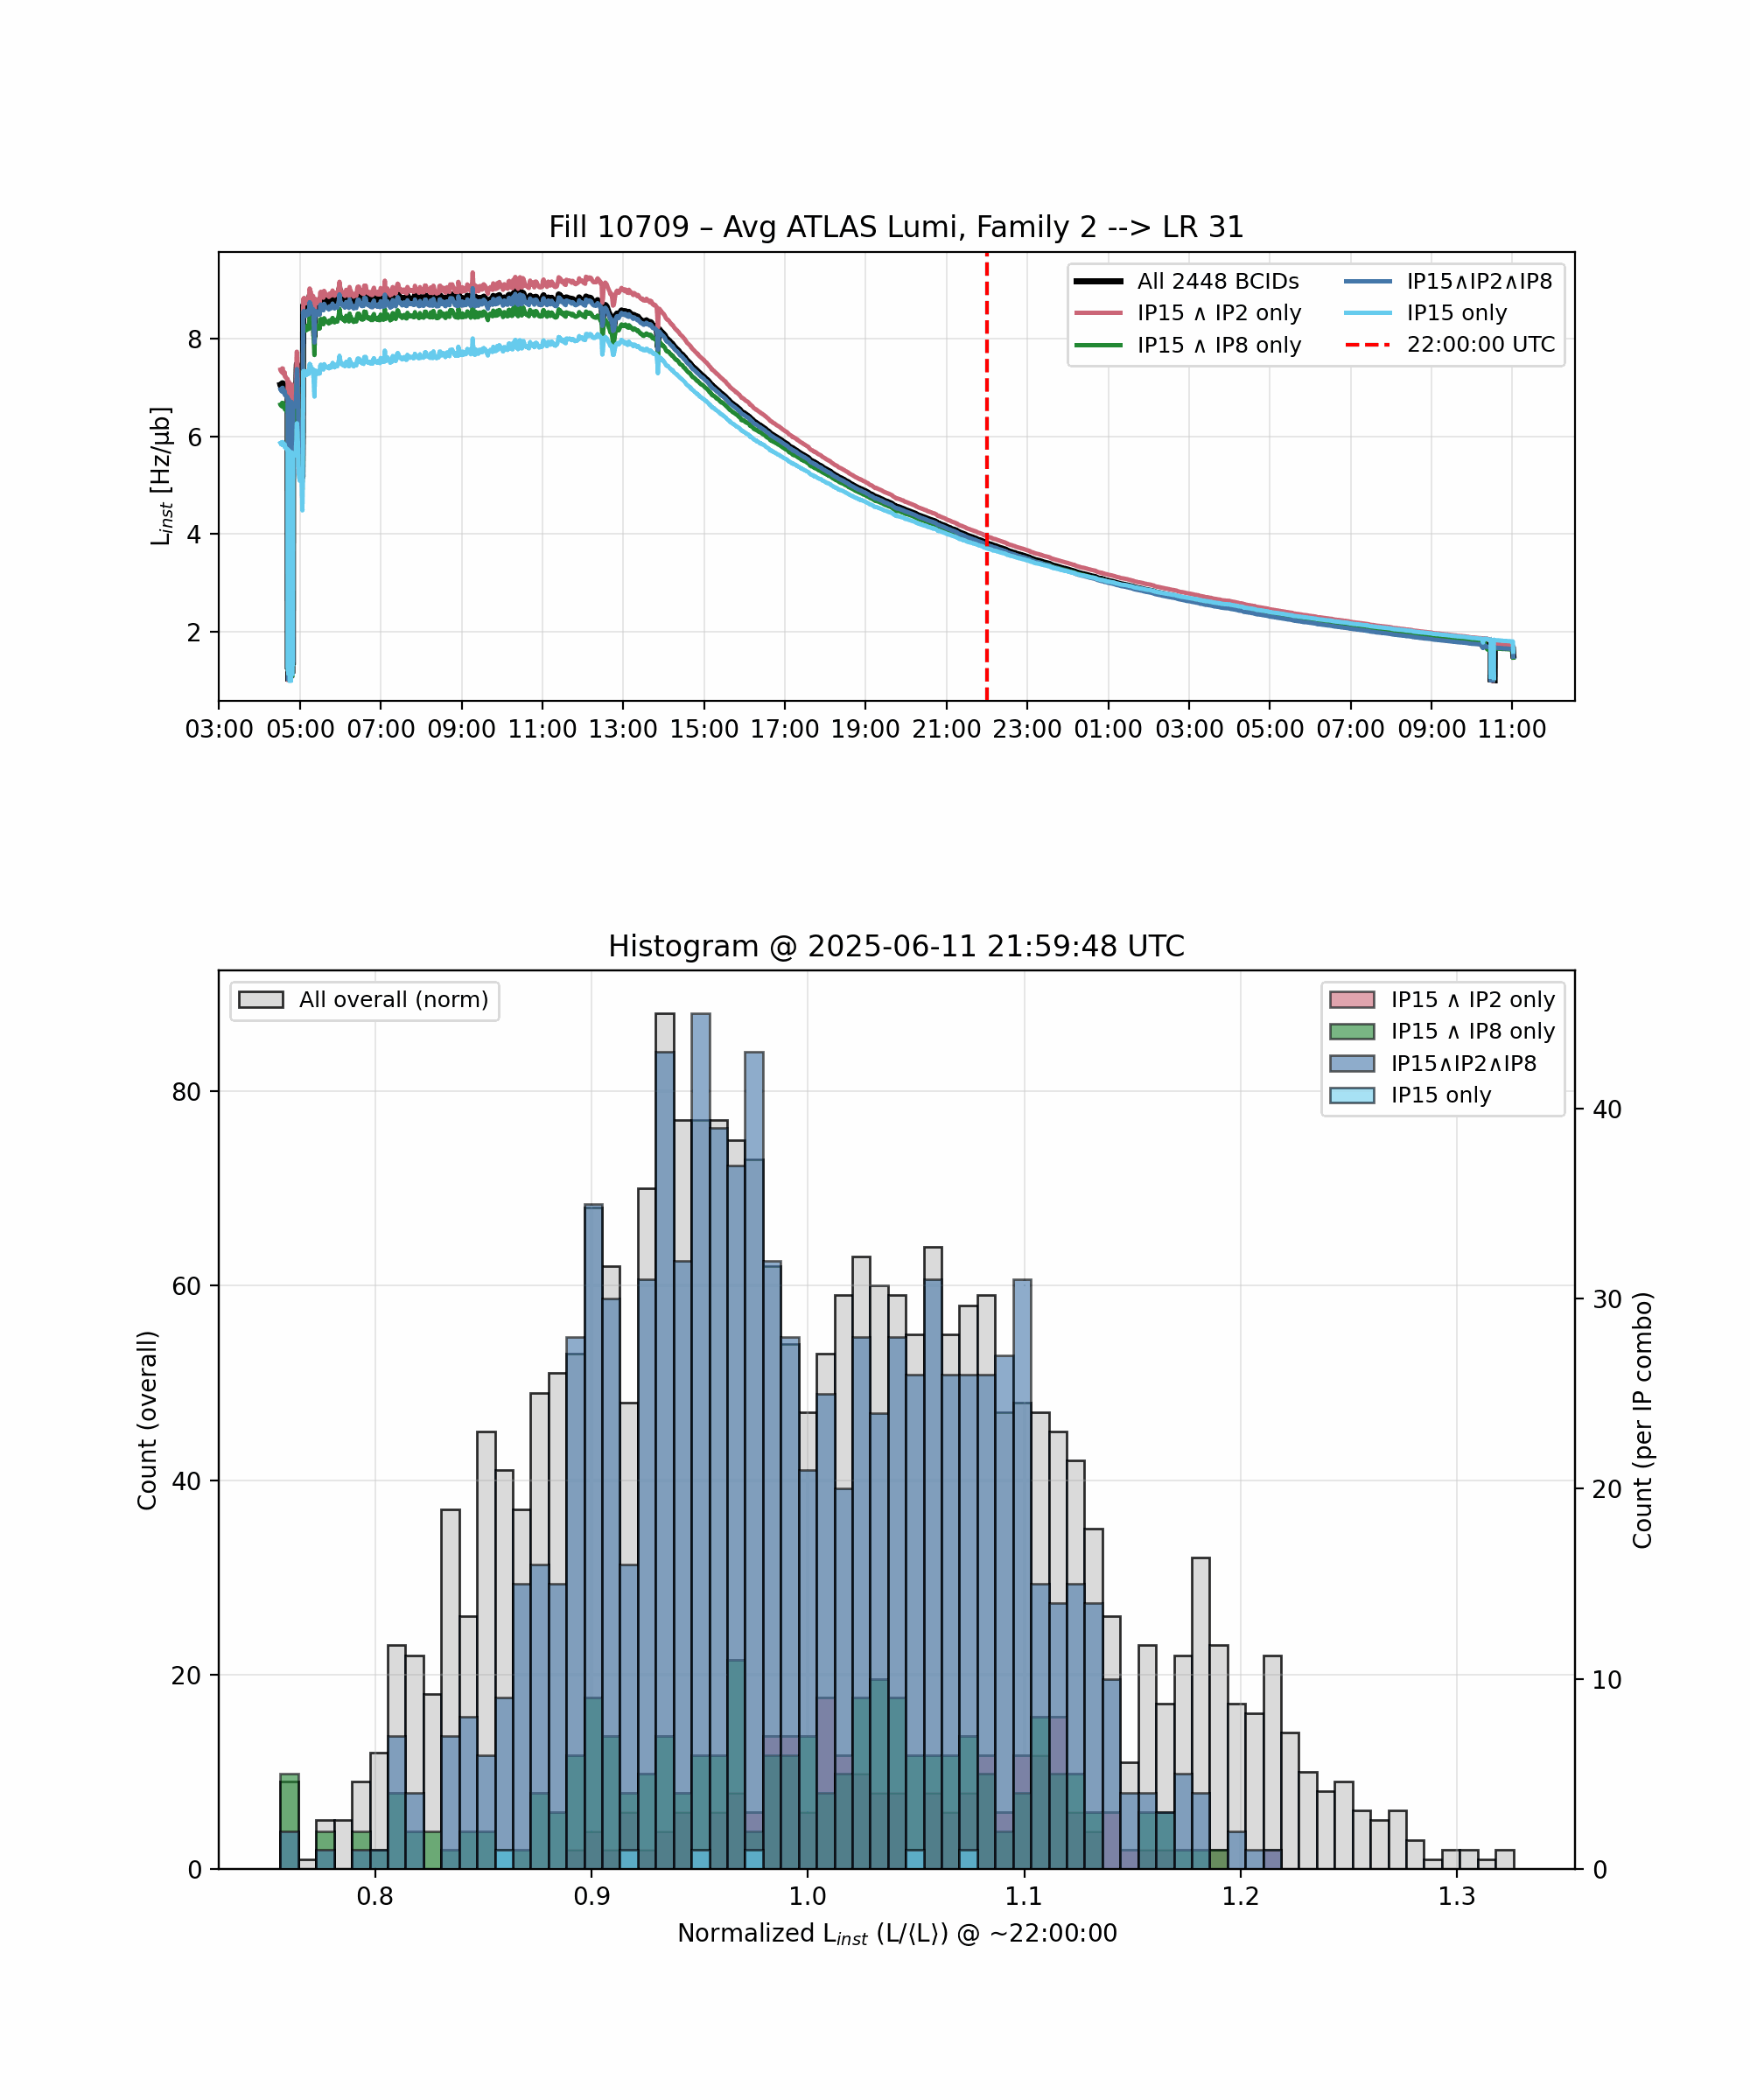 Fill 10709 – Avg ATLAS Lumi, Family 2 --> LR 31
All 2448 BCIDs
IP15 ∧ IP2 only
IP15 ∧ IP8 only
IP15∧IP2∧IP8
IP15 only
22:00:00 UTC
L_inst [Hz/μb]
8
6
4
2
03:00 05:00 07:00 09:00 11:00 13:00 15:00 17:00 19:00 21:00 23:00 01:00 03:00 05:00 07:00 09:00 11:00
Histogram @ 2025-06-11 21:59:48 UTC
All overall (norm)
IP15 ∧ IP2 only
IP15 ∧ IP8 only
IP15∧IP2∧IP8
IP15 only
Count (overall)
80
60
40
20
0
Count (per IP combo)
40
30
20
10
0
0.8 0.9 1.0 1.1 1.2 1.3
Normalized L_inst (L/⟨L⟩) @ ~22:00:00